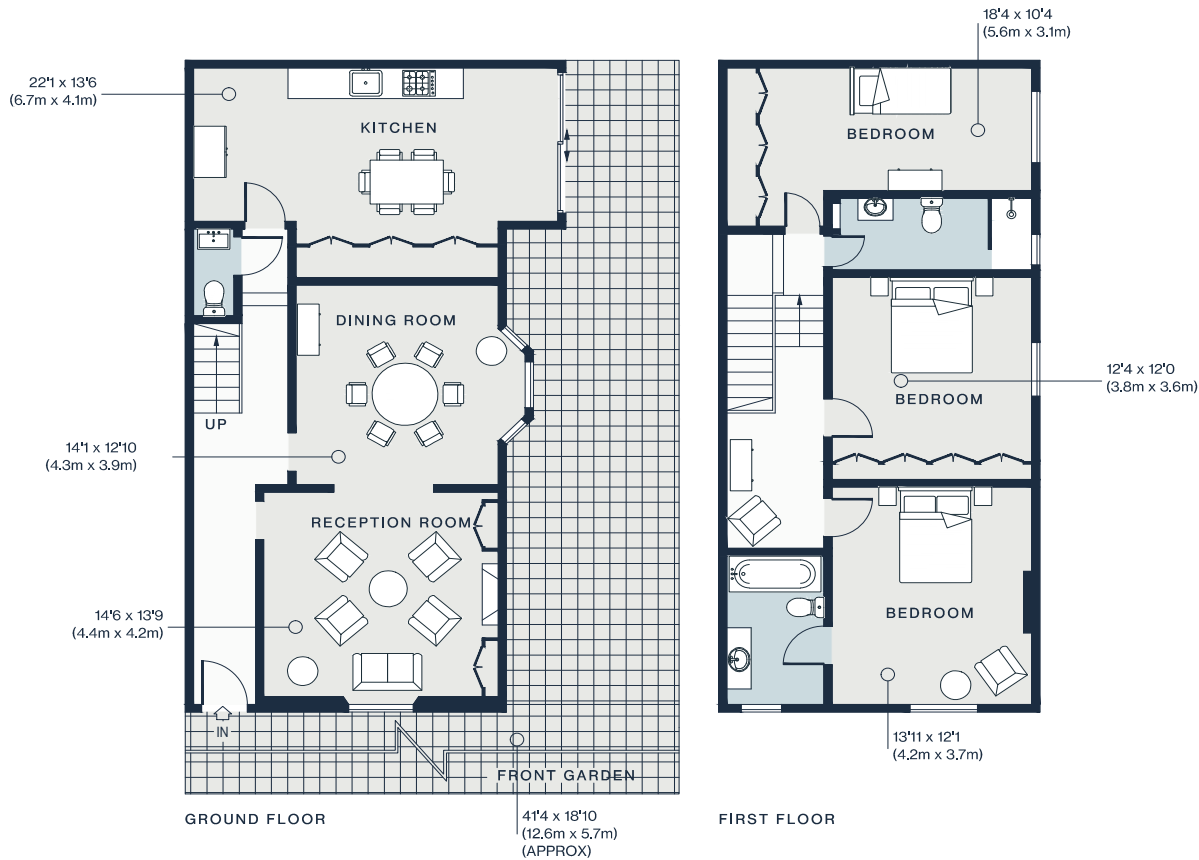 18'4 x 10'4
(5.6m x 3.1m)
22'1 x 13'6
(6.7m x 4.1m)
KITCHEN
BEDROOM
DINING ROOM
12'4 x 12'0
(3.8m x 3.6m)
BEDROOM
UP
14'1 x 12'10
(4.3m x 3.9m)
RECEPTION ROOM
14'6 x 13'9
(4.4m x 4.2m)
BEDROOM
IN
13'11 x 12'1
(4.2m x 3.7m)
FRONT GARDEN
GROUND FLOOR
41'4 x 18'10
(12.6m x 5.7m)
(APPROX)
FIRST FLOOR